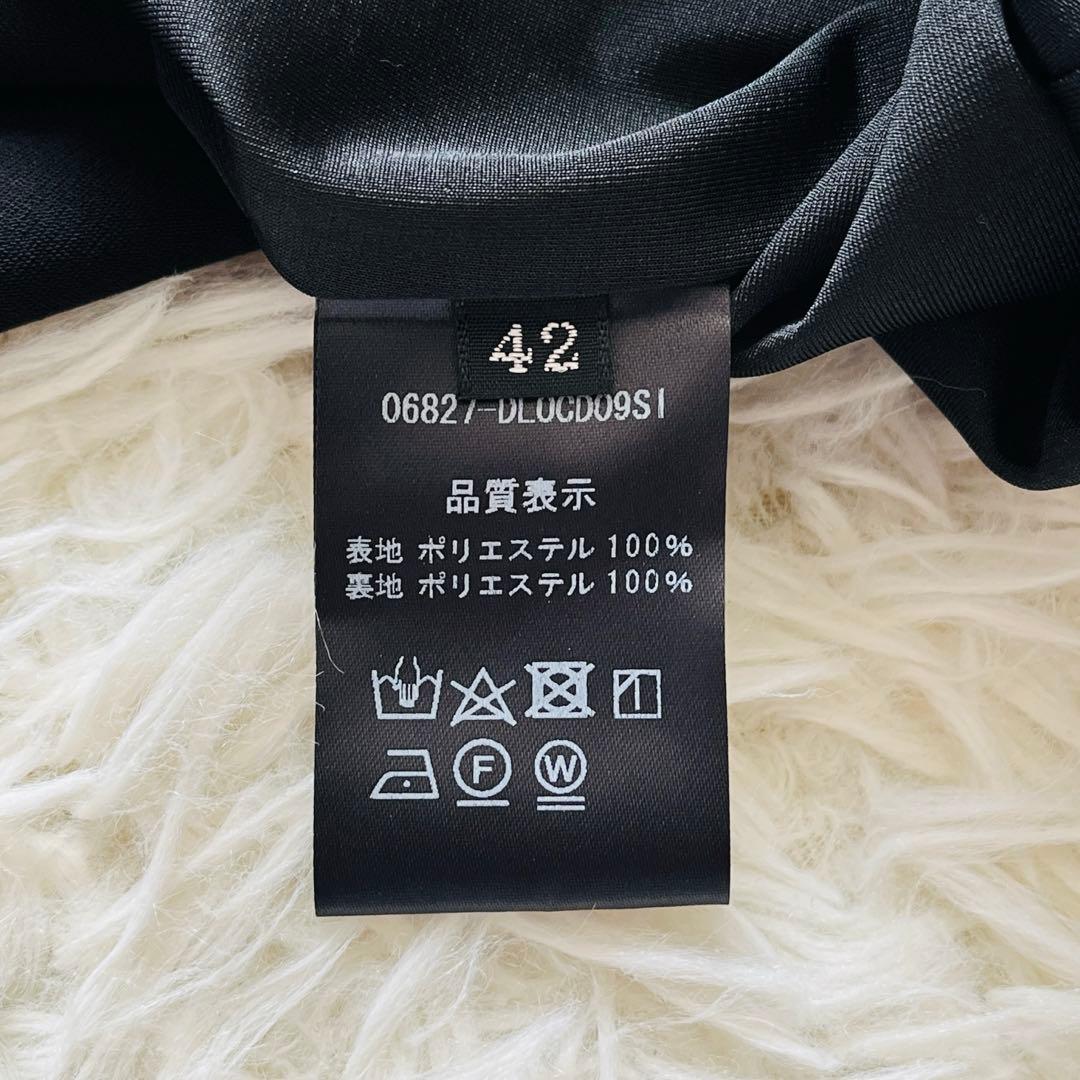 42
06827-DL0CD09SI
品質表示
表地 ポリエステル 100%
裏地 ポリエステル 100%
F W